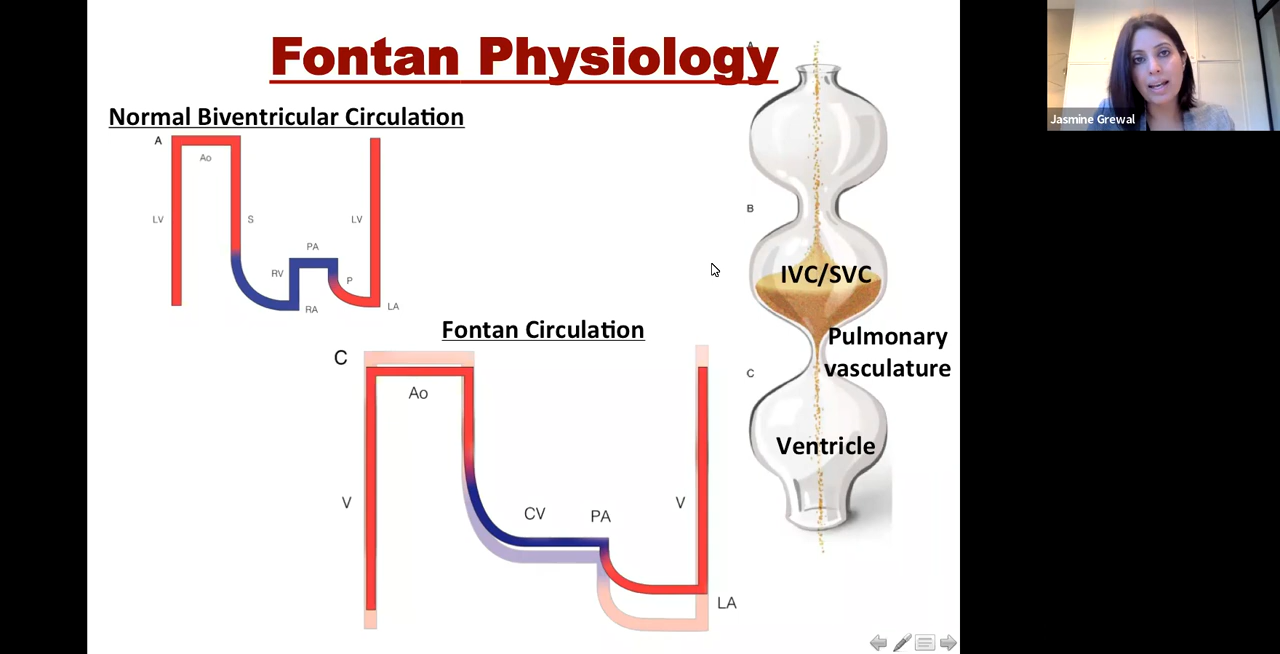 Fontan Physiology
Jasmine Grewal
Normal Biventricular Circulation
A
Ao
LV
S
LV
PA
RV
P
RA
LA
Fontan Circulation
C
Ao
V
CV
PA
V
LA
A
B
IVC/SVC
Pulmonary
vasculature
C
Ventricle